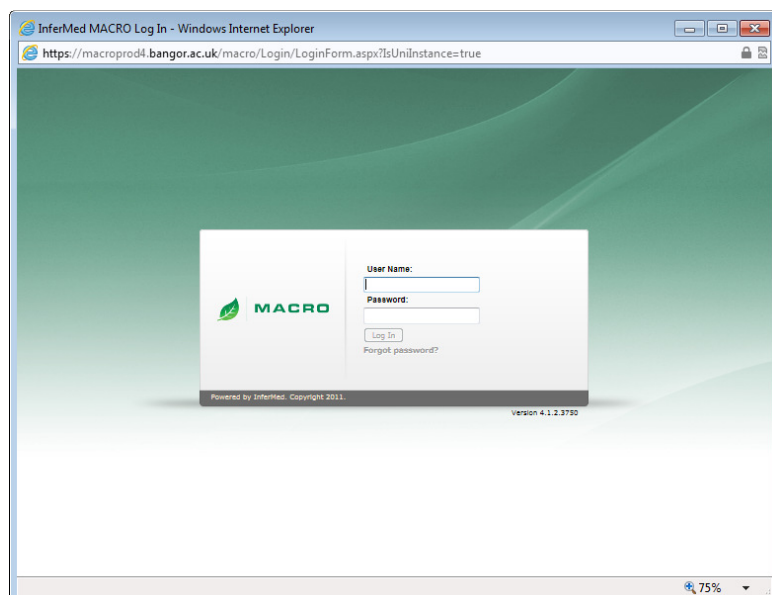 InferMed MACRO Log In - Windows Internet Explorer
https://macroprod4.bangor.ac.uk/macro/Login/LoginForm.aspx?IsUniInstance=true
User Name:
MACRO
Password:
Log In
Forgot password?
Powered by InferMed. Copyright 2011.
Version 4.1.2.3750
75%